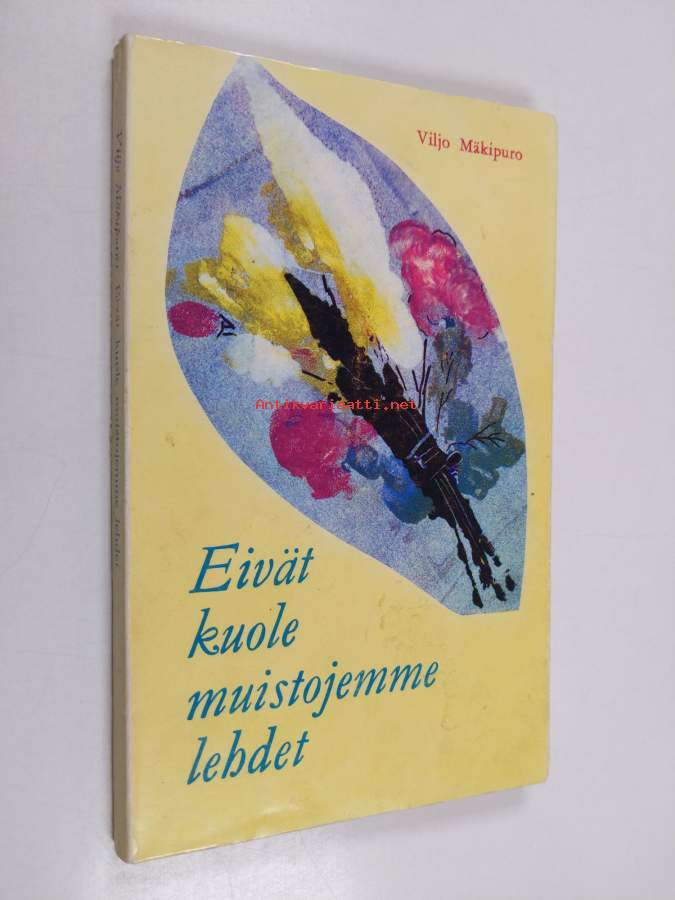 Viljo Mäkipuro
Antikvariaatti.net
Eivät
kuole
muistojemme
lehdet
Viljo Mäkipuro: Eivät kuole muistojemme lehdet